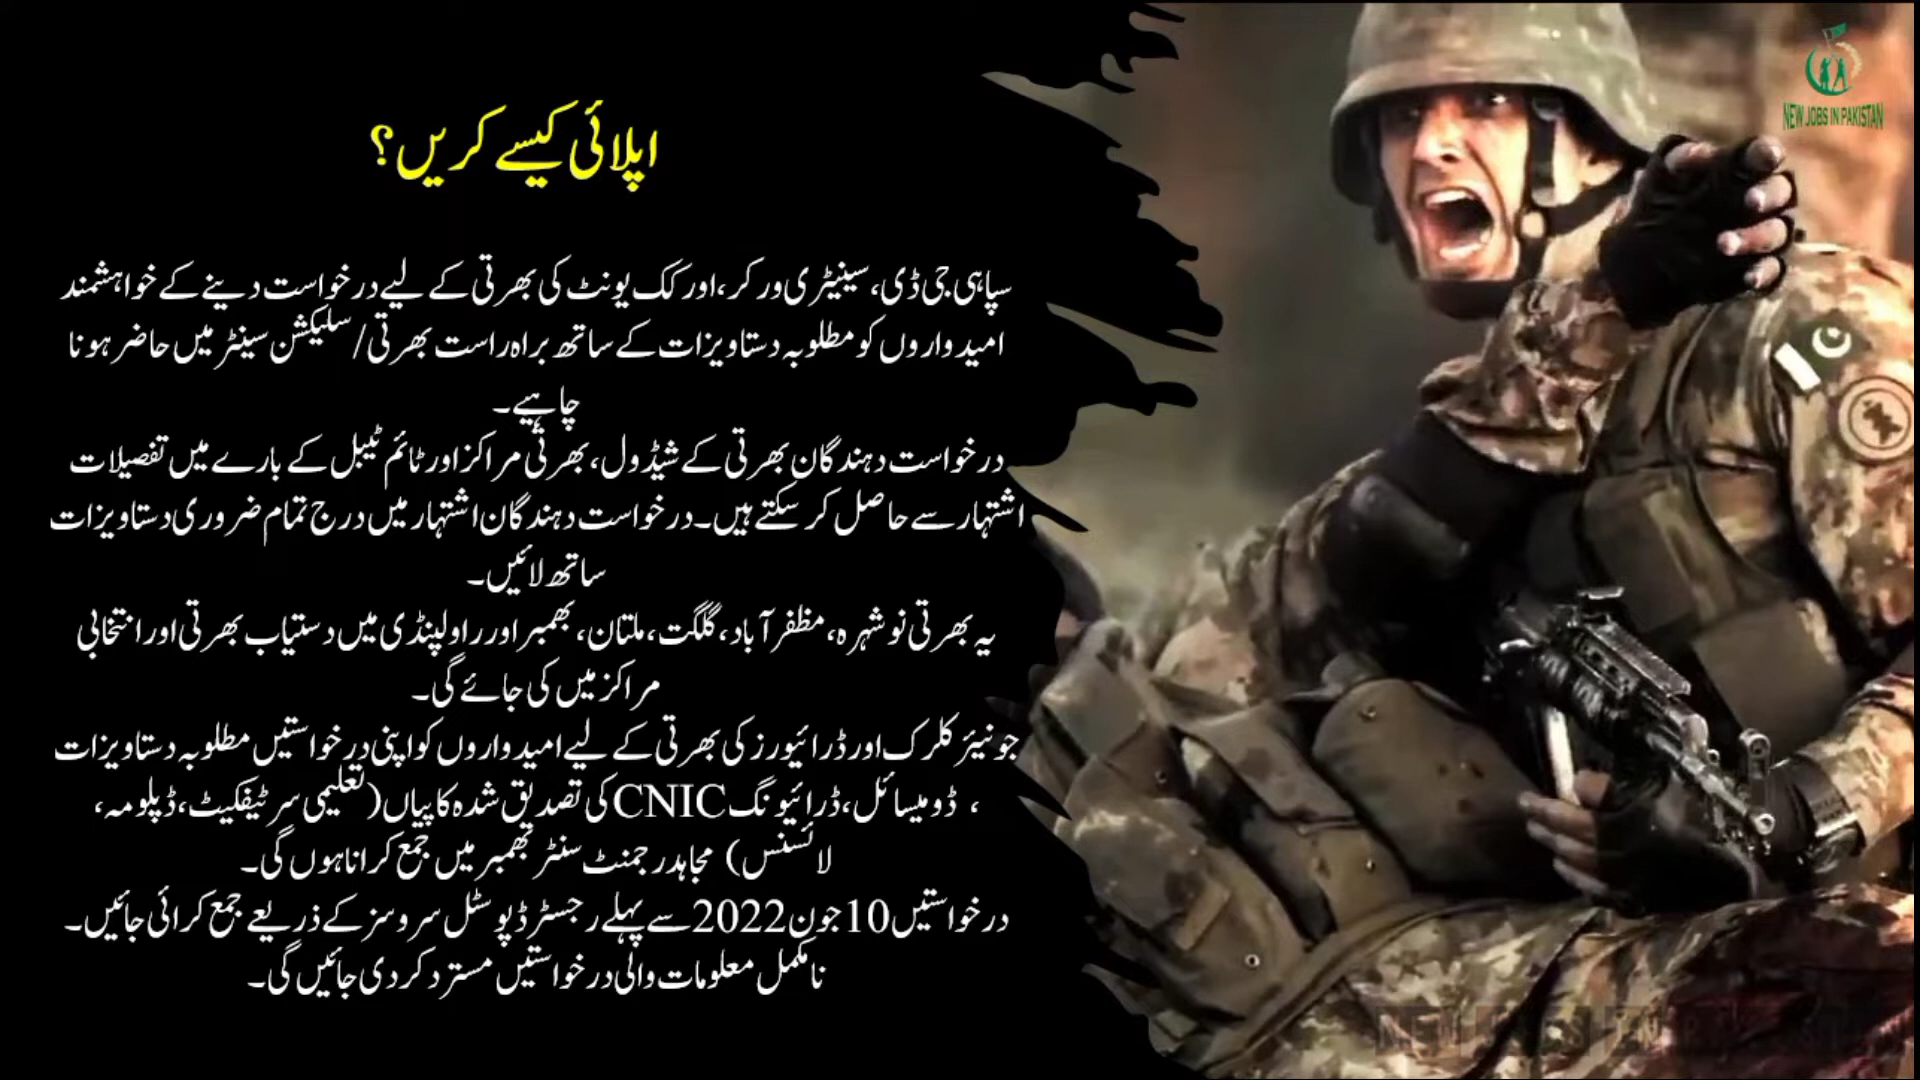 اپلائی کیسے کریں؟
سپاہی جی ڈی، سینیٹری ورکر، اور کک یونٹ کی بھرتی کے لیے درخواست دینے کے خواہشمند
امیدواروں کو مطلوبہ دستاویزات کے ساتھ براہ راست بھرتی/سلیکشن سینٹر میں حاضر ہونا
چاہیے۔
درخواست دہندگان بھرتی کے شیڈول، بھرتی مراکز اور ٹائم ٹیبل کے بارے میں تفصیلات
اشتہار سے حاصل کر سکتے ہیں۔ درخواست دہندگان اشتہار میں درج تمام ضروری دستاویزات
ساتھ لائیں۔
یہ بھرتی نوشہرہ، مظفر آباد، گلگت، ملتان، بھمبر اور راولپنڈی میں دستیاب بھرتی اور انتخابی
مراکز میں کی جائے گی۔
جونیئر کلرک اور ڈرائیورز کی بھرتی کے لیے امیدواروں کو اپنی درخواستیں مطلوبہ دستاویزات
، ڈومیسائل، ڈرائیونگ CNIC کی تصدیق شدہ کاپیاں (تعلیمی سرٹیفکیٹ، ڈپلومہ،
لائسنس) مجاہد رجمنٹ سنٹر بھمبر میں جمع کرانا ہوں گی۔
درخواستیں 10 جون 2022 سے پہلے رجسٹرڈ پوسٹل سروسز کے ذریعے جمع کرائی جائیں۔
نامکمل معلومات والی درخواستیں مسترد کر دی جائیں گی۔
NEW JOBS IN PAKISTAN